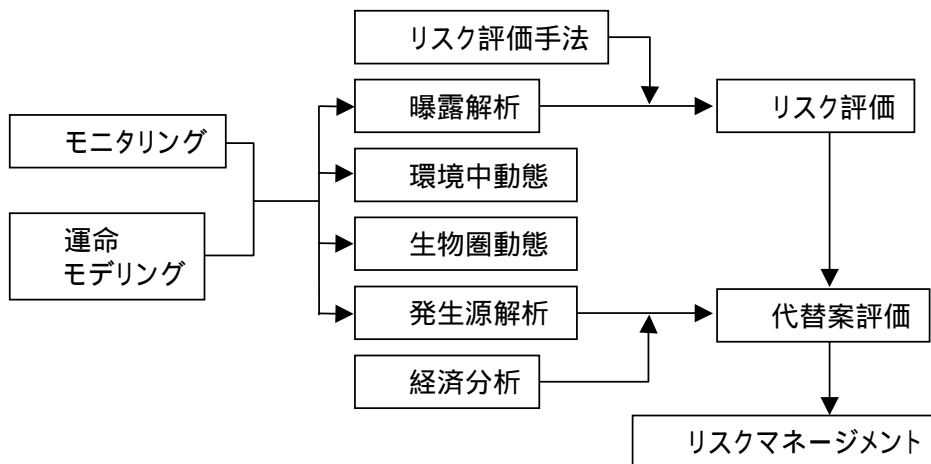 リスク評価手法
曝露解析
リスク評価
モニタリング
環境中動態
運命
モデリング
生物圏動態
発生源解析
代替案評価
経済分析
リスクマネージメント